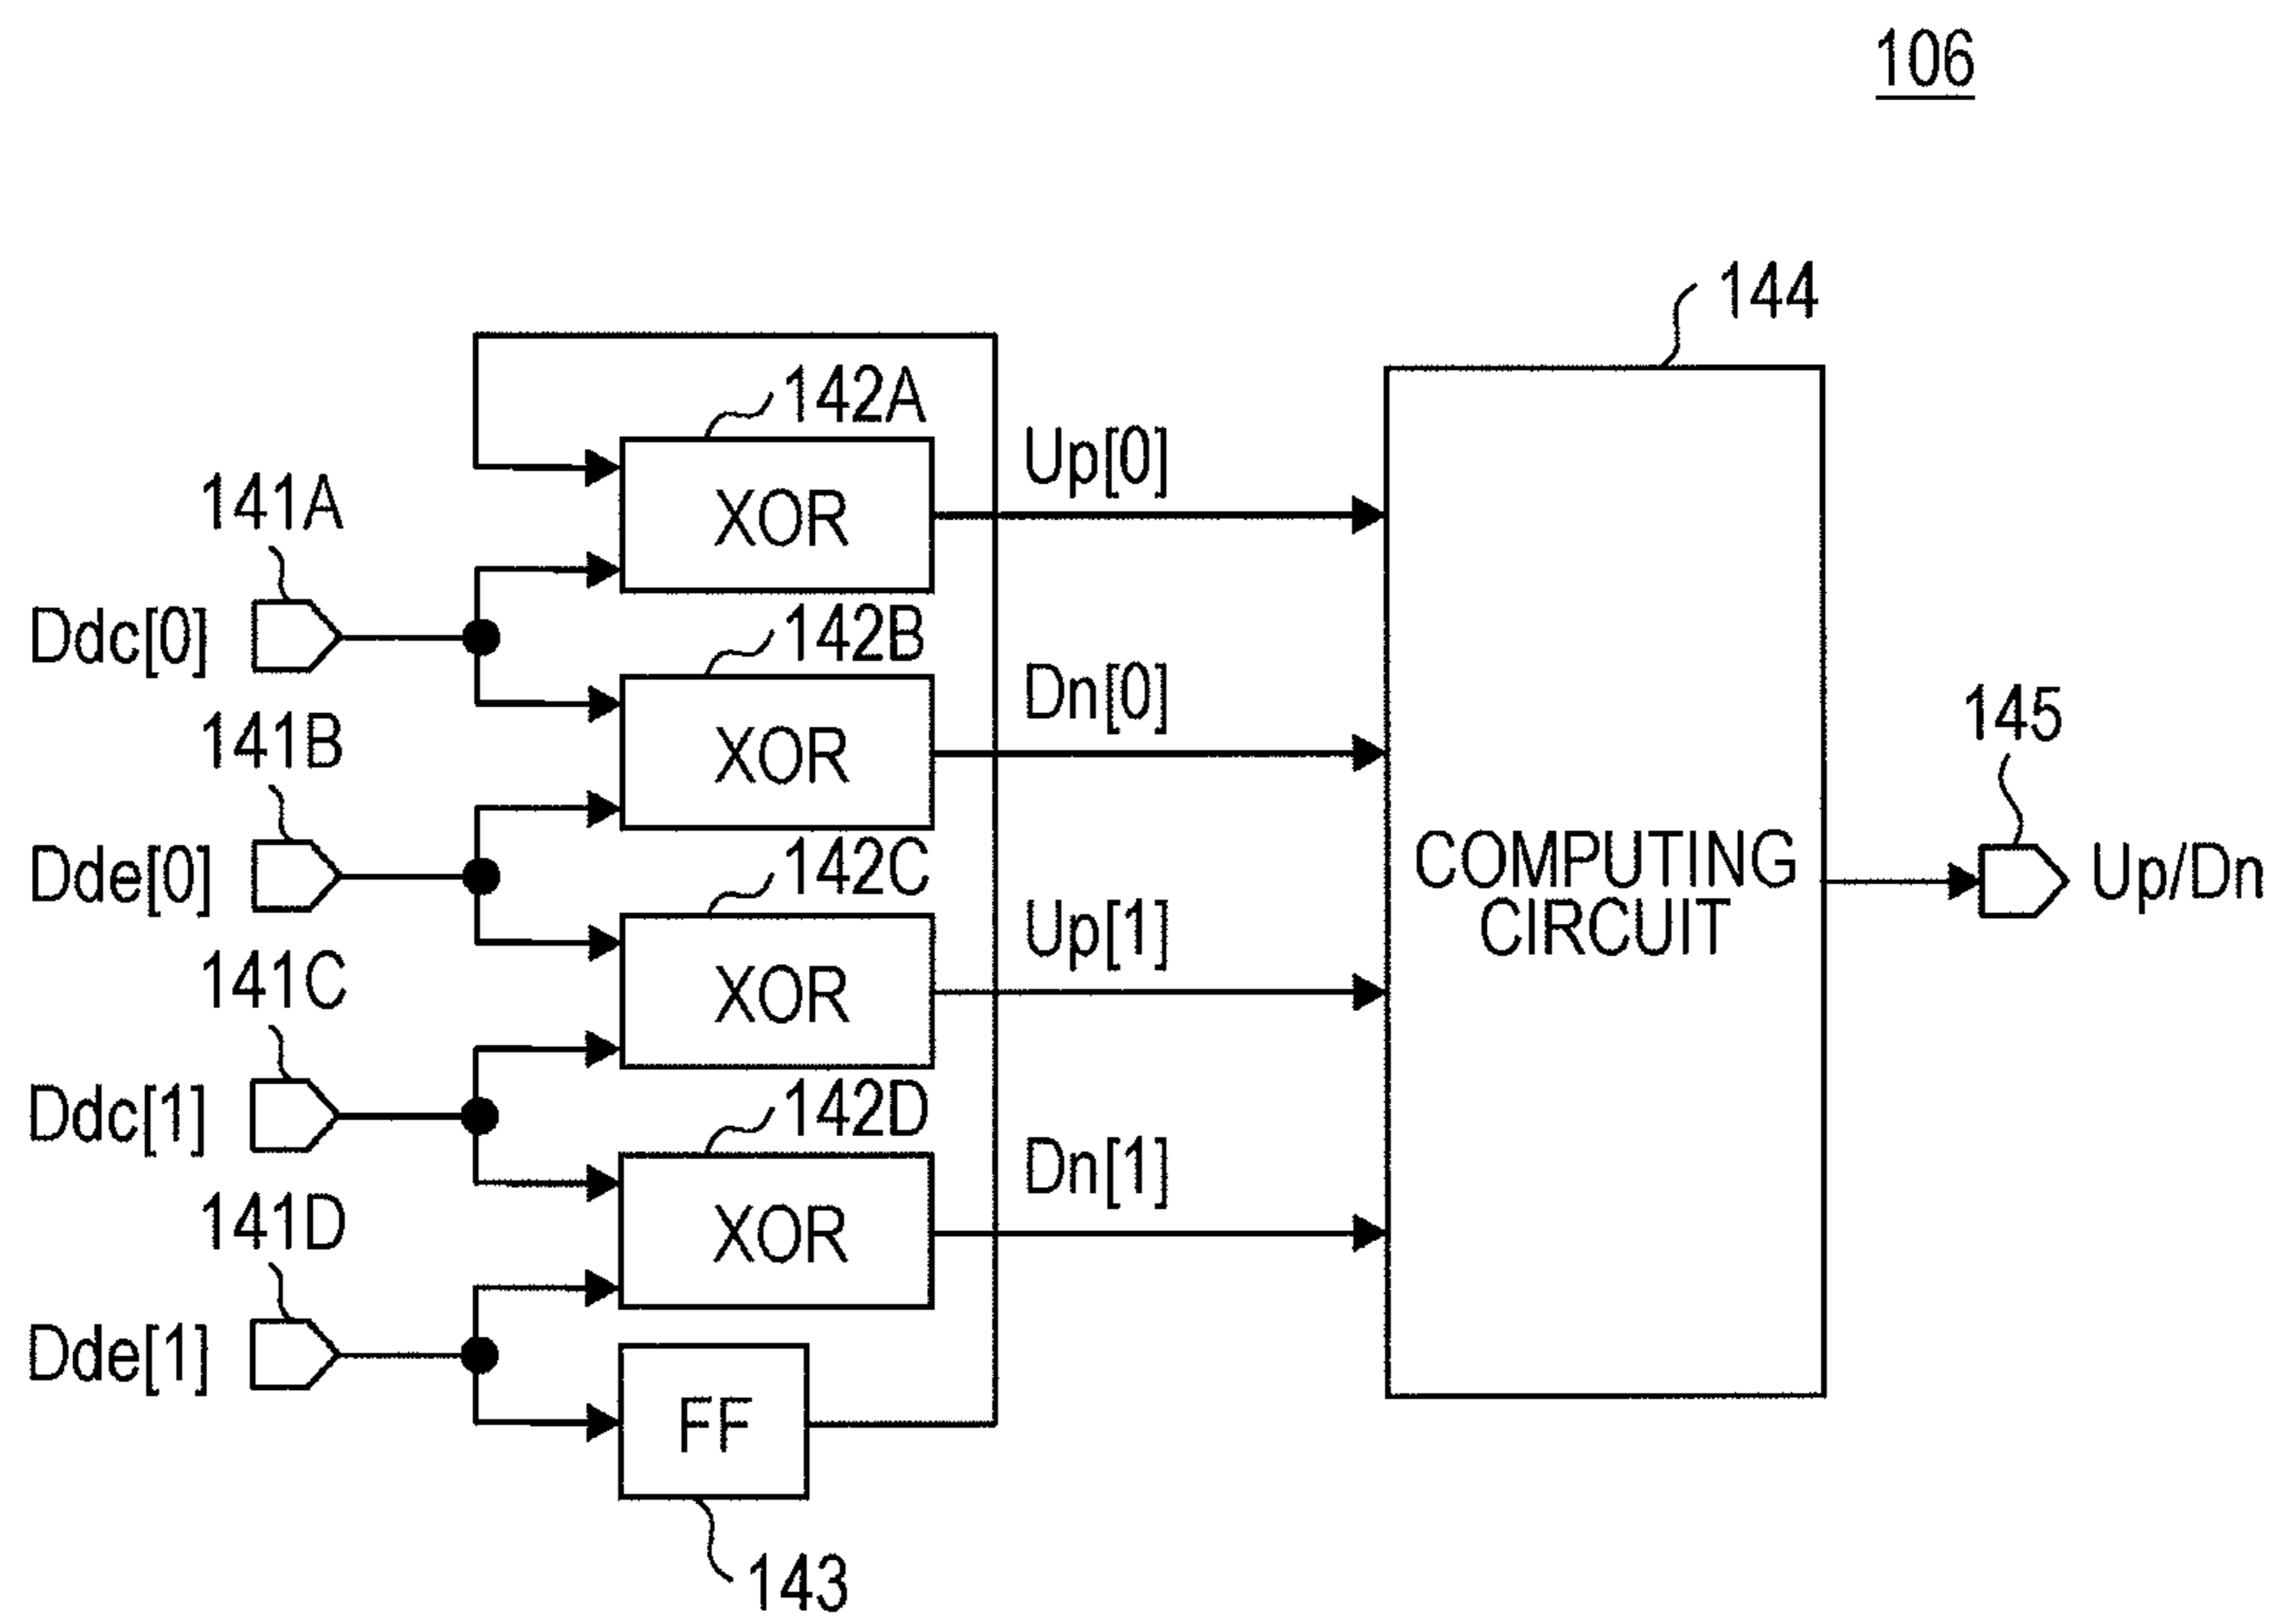 106
144
142A
Up[0]
141A
XOR
Ddc[0]
142B
Dn[0]
141B
XOR
145
Dde[0]
142C
COMPUTING
CIRCUIT
Up/Dn
Up[1]
141C
XOR
Ddc[1]
142D
Dn[1]
141D
XOR
Dde[1]
FF
143